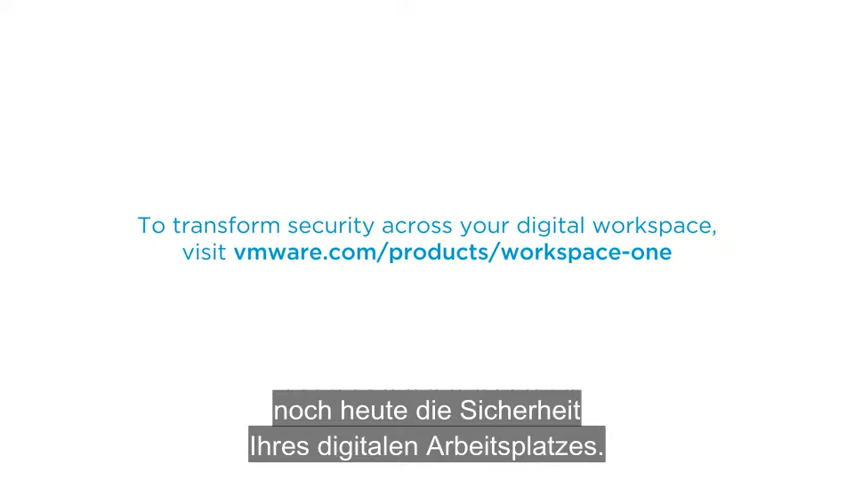 To transform security across your digital workspace,
visit vmware.com/products/workspace-one
noch heute die Sicherheit
Ihres digitalen Arbeitsplatzes.